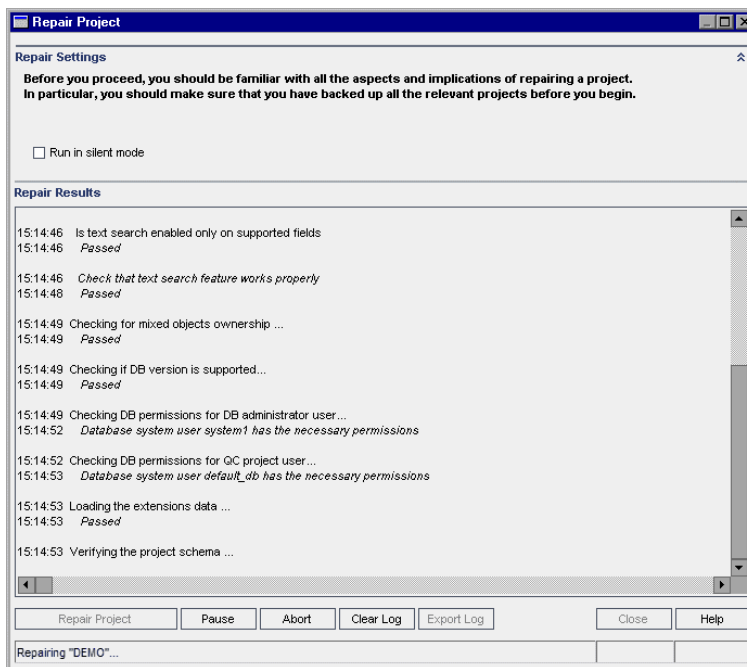 Repair Project
Repair Settings
Before you proceed, you should be familiar with all the aspects and implications of repairing a project.
In particular, you should make sure that you have backed up all the relevant projects before you begin.
Run in silent mode
Repair Results
15:14:46 Is text search enabled only on supported fields
15:14:46 Passed
15:14:46 Check that text search feature works properly
15:14:48 Passed
15:14:49 Checking for mixed objects ownership ...
15:14:49 Passed
15:14:49 Checking if DB version is supported...
15:14:49 Passed
15:14:49 Checking DB permissions for DB administrator user...
15:14:52 Database system user system1 has the necessary permissions
15:14:52 Checking DB permissions for QC project user...
15:14:53 Database system user default_db has the necessary permissions
15:14:53 Loading the extensions data ...
15:14:53 Passed
15:14:53 Verifying the project schema ...
Repair Project Pause Abort Clear Log Export Log Close Help
Repairing "DEMO"...